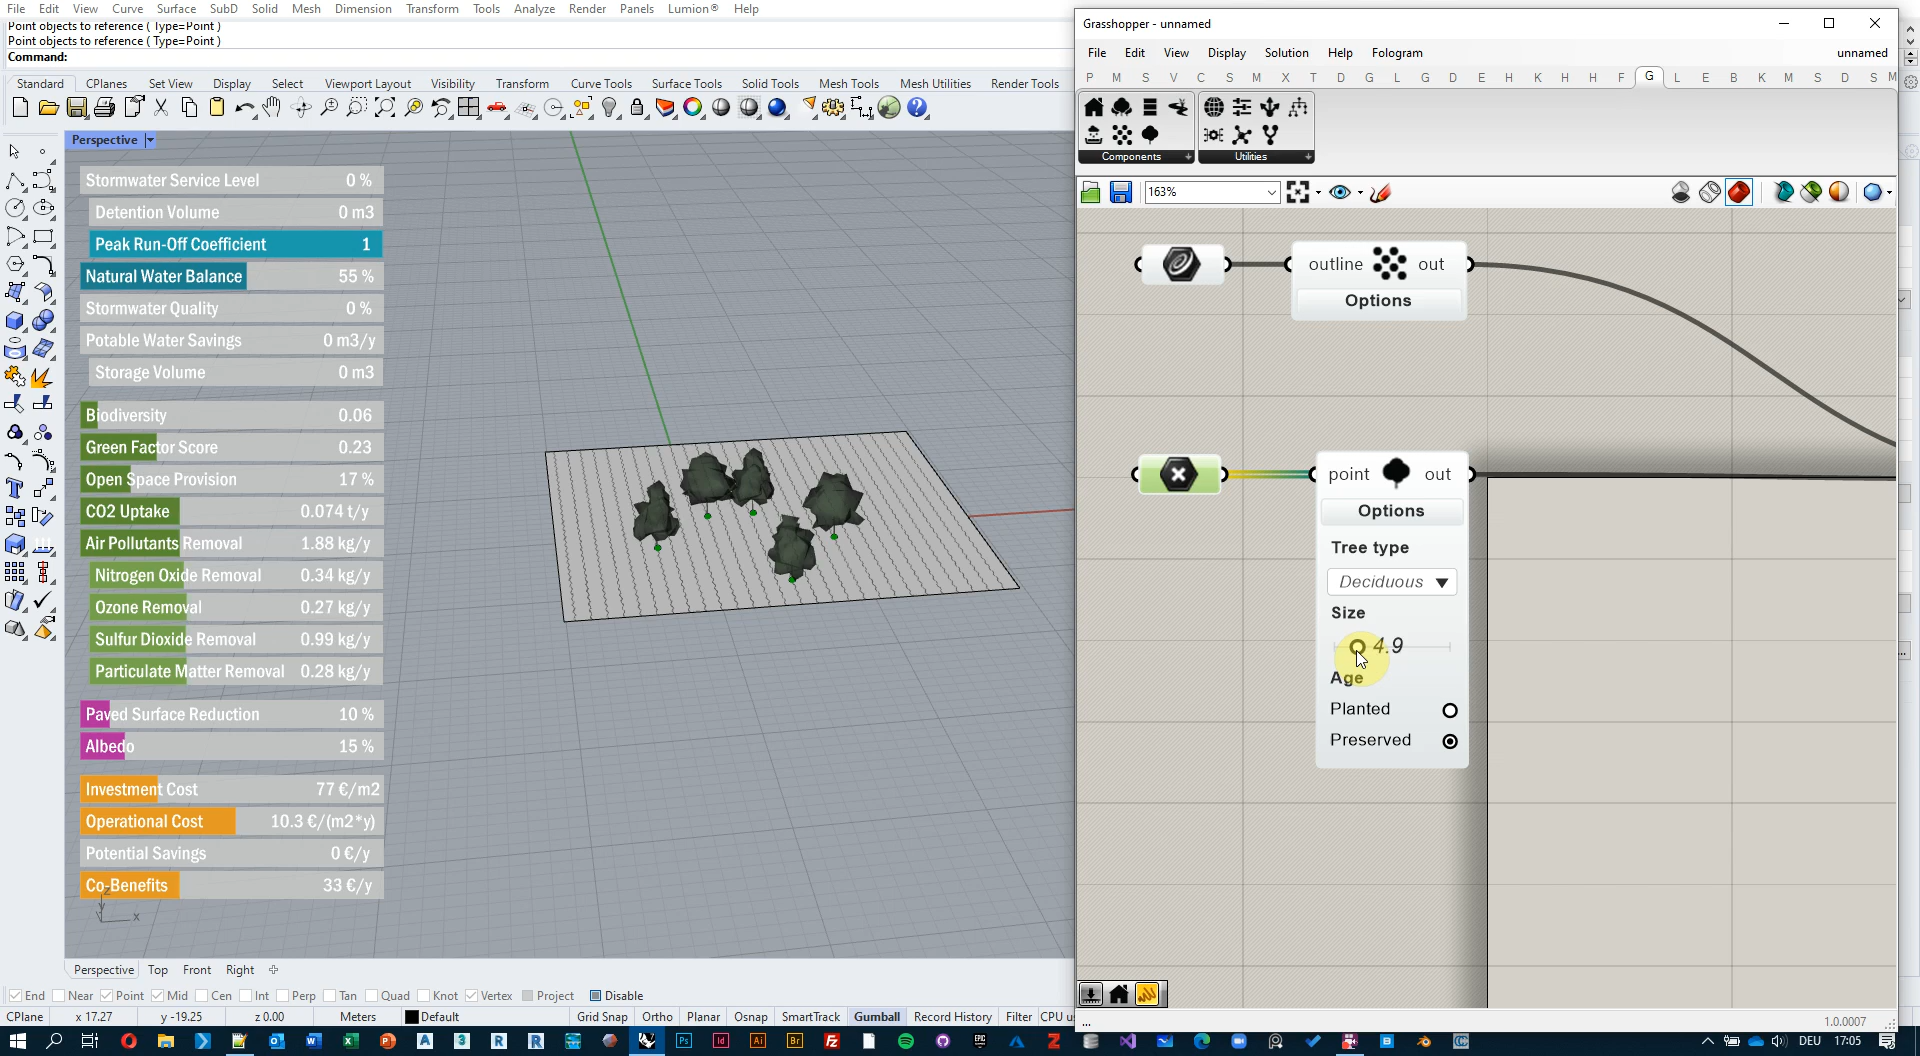 File Edit View Curve Surface SubD Solid Mesh Dimension Transform Tools Analyze Render Panels Lumion® Help
Point objects to reference ( Type=Point )
Point objects to reference ( Type=Point )
Command:
Standard CPlanes Set View Display Select Viewport Layout Visibility Transform Curve Tools Surface Tools Solid Tools Mesh Tools Mesh Utilities Render Tools
Perspective
Stormwater Service Level 0 %
Detention Volume 0 m3
Peak Run-Off Coefficient 1
Natural Water Balance 55 %
Stormwater Quality 0 %
Potable Water Savings 0 m3/y
Storage Volume 0 m3
Biodiversity 0.06
Green Factor Score 0.23
Open Space Provision 17 %
CO2 Uptake 0.074 t/y
Air Pollutants Removal 1.88 kg/y
Nitrogen Oxide Removal 0.34 kg/y
Ozone Removal 0.27 kg/y
Sulfur Dioxide Removal 0.99 kg/y
Particulate Matter Removal 0.28 kg/y
Paved Surface Reduction 10 %
Albedo 15 %
Investment Cost 77 €/m2
Operational Cost 10.3 €/(m2*y)
Potential Savings 0 €/y
Co-Benefits 33 €/y
z
y
x
Perspective Top Front Right
End Near Point Mid Cen Int Perp Tan Quad Knot Vertex Project Disable
CPlane x 17.27 y -19.25 z 0.00 Meters Default Grid Snap Ortho Planar Osnap SmartTrack Gumball Record History Filter CPU u
Grasshopper - unnamed
File Edit View Display Solution Help Fologram unnamed
P M S V C S M X T D G L G D E H K H H F G L E B K M S D S M
Components Utilities
163%
outline out
Options
point out
Options
Tree type
Deciduous
Size
4.9
Age
Planted
Preserved
...
1.0.0007
DEU 17:05